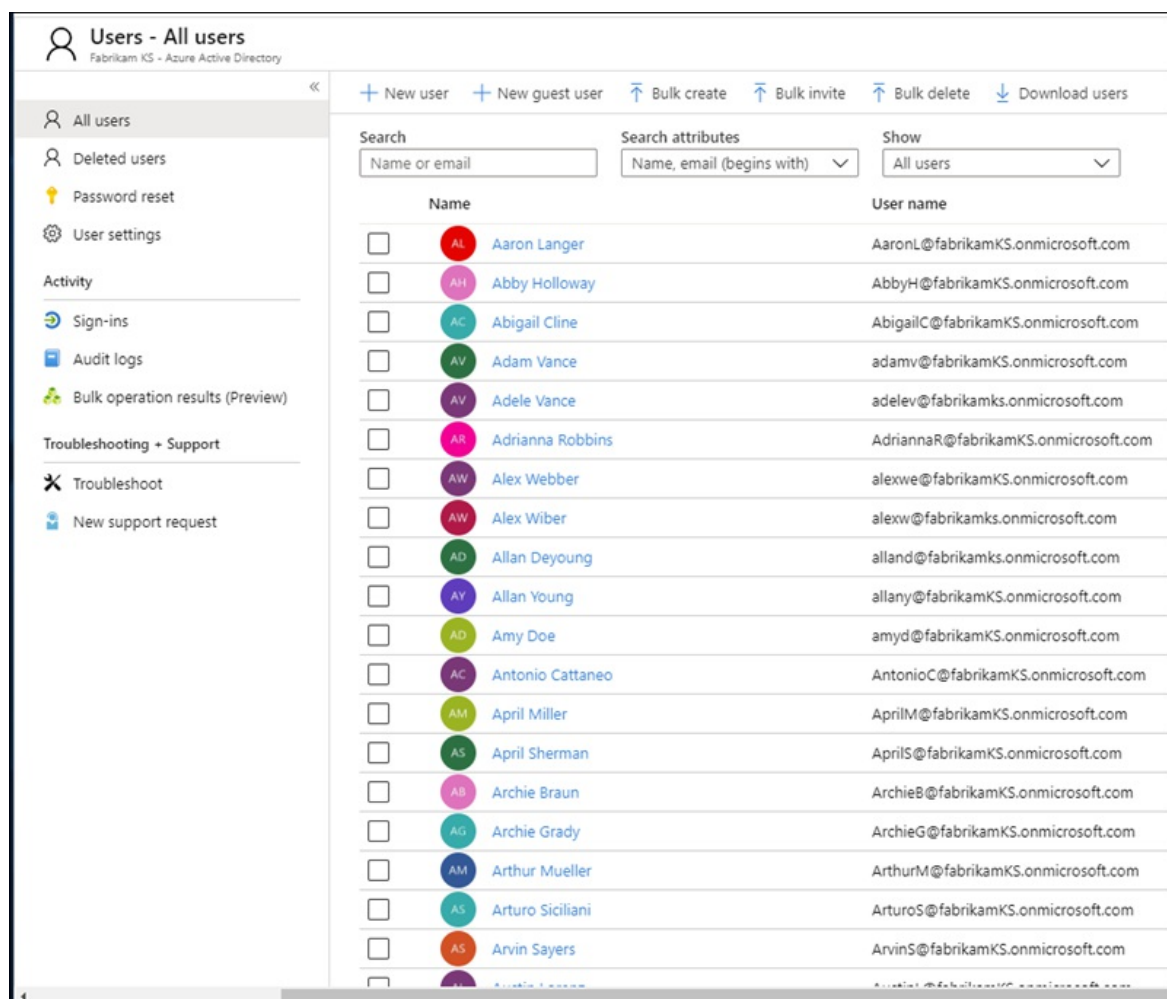 Users - All users
Fabrikam KS - Azure Active Directory
«
All users
Deleted users
Password reset
User settings
Activity
Sign-ins
Audit logs
Bulk operation results (Preview)
Troubleshooting + Support
Troubleshoot
New support request
New user New guest user Bulk create Bulk invite Bulk delete Download users
Search Search attributes Show
Name or email Name, email (begins with) All users
Name User name
AL Aaron Langer AaronL@fabrikamKS.onmicrosoft.com
AH Abby Holloway AbbyH@fabrikamKS.onmicrosoft.com
AC Abigail Cline AbigailC@fabrikamKS.onmicrosoft.com
AV Adam Vance adamv@fabrikamKS.onmicrosoft.com
AV Adele Vance adelev@fabrikamks.onmicrosoft.com
AR Adrianna Robbins AdriannaR@fabrikamKS.onmicrosoft.com
AW Alex Webber alexwe@fabrikamKS.onmicrosoft.com
AW Alex Wiber alexw@fabrikamks.onmicrosoft.com
AD Allan Deyoung alland@fabrikamks.onmicrosoft.com
AY Allan Young allany@fabrikamKS.onmicrosoft.com
AD Amy Doe amyd@fabrikamKS.onmicrosoft.com
AC Antonio Cattaneo AntonioC@fabrikamKS.onmicrosoft.com
AM April Miller AprilM@fabrikamKS.onmicrosoft.com
AS April Sherman AprilS@fabrikamKS.onmicrosoft.com
AB Archie Braun ArchieB@fabrikamKS.onmicrosoft.com
AG Archie Grady ArchieG@fabrikamKS.onmicrosoft.com
AM Arthur Mueller ArthurM@fabrikamKS.onmicrosoft.com
AS Arturo Siciliani ArturoS@fabrikamKS.onmicrosoft.com
AS Arvin Sayers ArvinS@fabrikamKS.onmicrosoft.com